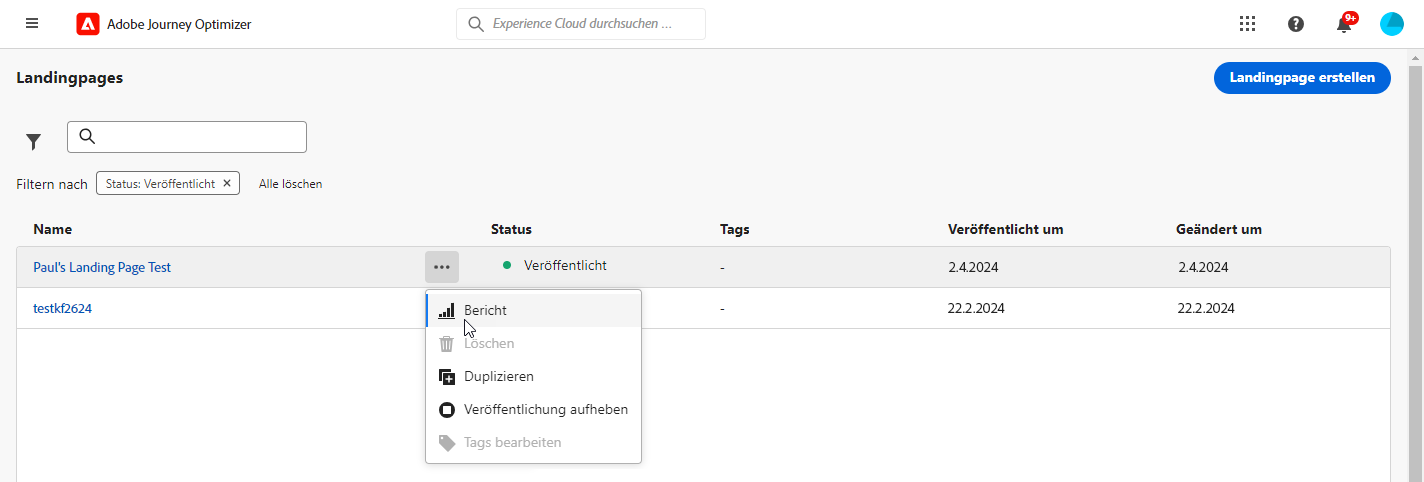 Adobe Journey Optimizer
Experience Cloud durchsuchen ...
9+
Landingpages
Landingpage erstellen
Filtern nach
Status: Veröffentlicht ×
Alle löschen
Name Status Tags Veröffentlicht um Geändert um
Paul's Landing Page Test ••• Veröffentlicht - 2.4.2024 2.4.2024
testkf2624 - 22.2.2024 22.2.2024
Bericht
Löschen
Duplizieren
Veröffentlichung aufheben
Tags bearbeiten